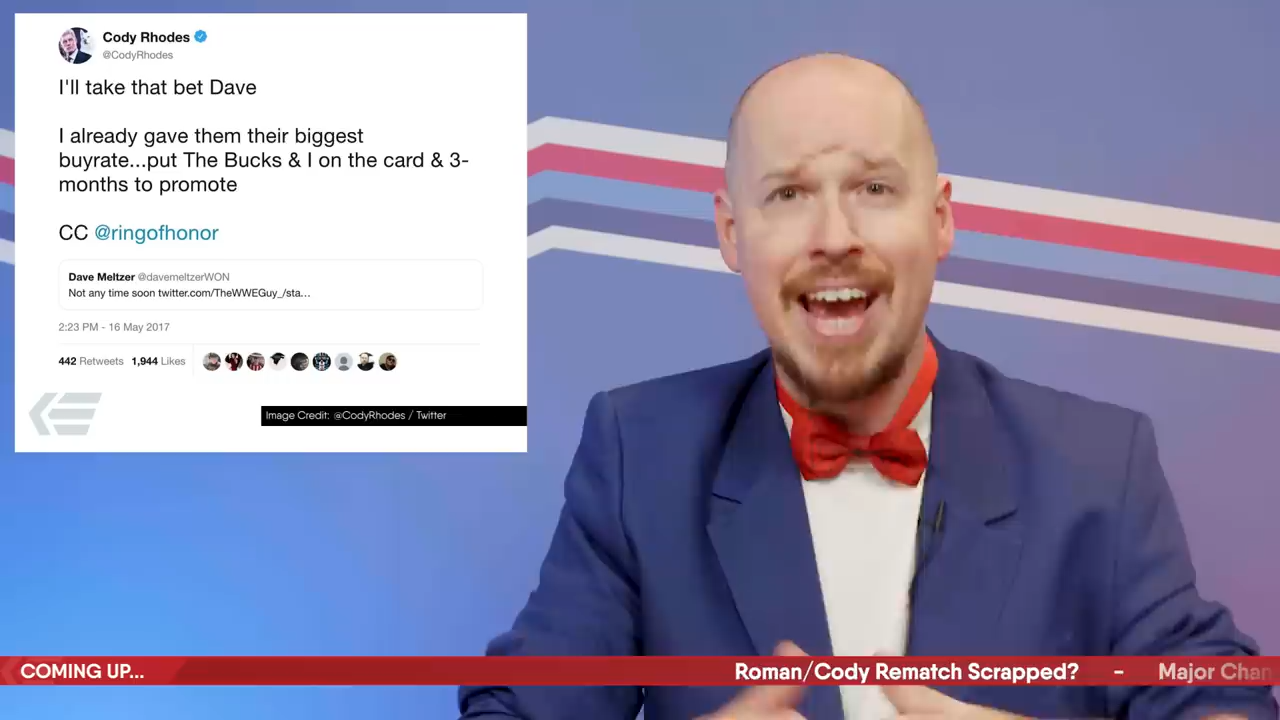 Cody Rhodes
@CodyRhodes
I'll take that bet Dave
I already gave them their biggest
buyrate...put The Bucks & I on the card & 3-
months to promote
CC @ringofhonor
Dave Meltzer @davemeltzerWON
Not any time soon twitter.com/TheWWEGuy_/sta...
2:23 PM - 16 May 2017
442 Retweets 1,944 Likes
Image Credit: @CodyRhodes / Twitter
COMING UP... Roman/Cody Rematch Scrapped? - Major Chan